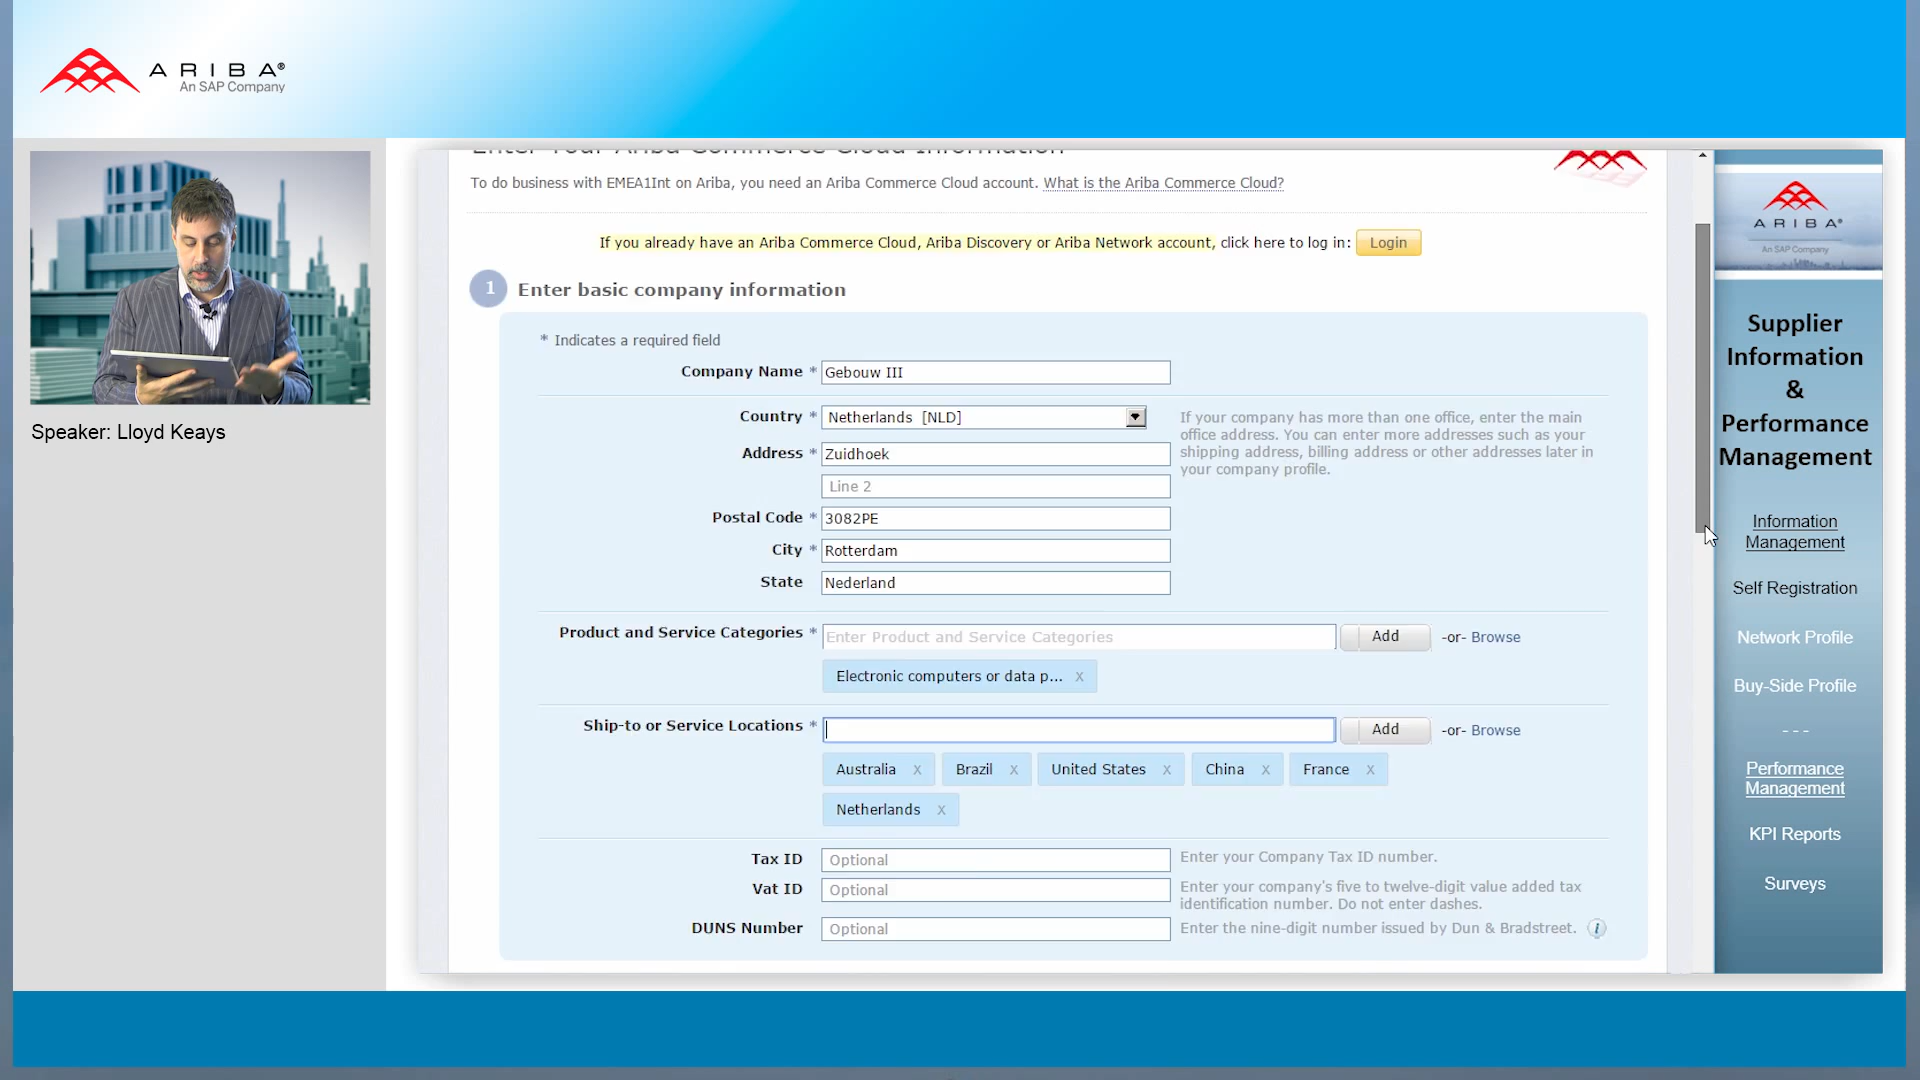 ARIBA®
An SAP Company
Speaker: Lloyd Keays
Enter Your Ariba Commerce Cloud Information
To do business with EMEA1Int on Ariba, you need an Ariba Commerce Cloud account. What is the Ariba Commerce Cloud?
If you already have an Ariba Commerce Cloud, Ariba Discovery or Ariba Network account, click here to log in: Login
1 Enter basic company information
* Indicates a required field
Company Name * Gebouw III
Country * Netherlands [NLD]
If your company has more than one office, enter the main
office address. You can enter more addresses such as your
shipping address, billing address or other addresses later in
your company profile.
Address * Zuidhoek
Line 2
Postal Code * 3082PE
City * Rotterdam
State Nederland
Product and Service Categories * Enter Product and Service Categories Add -or- Browse
Electronic computers or data p... x
Ship-to or Service Locations * Add -or- Browse
Australia x Brazil x United States x China x France x
Netherlands x
Tax ID Optional Enter your Company Tax ID number.
Vat ID Optional Enter your company's five to twelve-digit value added tax
identification number. Do not enter dashes.
DUNS Number Optional Enter the nine-digit number issued by Dun & Bradstreet. i
ARIBA®
An SAP Company
Supplier
Information
&
Performance
Management
Information
Management
Self Registration
Network Profile
Buy-Side Profile
- - -
Performance
Management
KPI Reports
Surveys